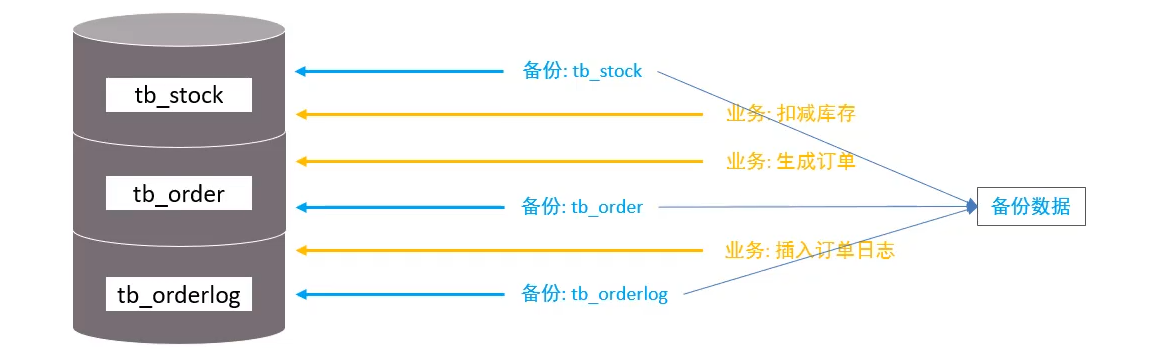 tb_stock
tb_order
tb_orderlog
备份: tb_stock
业务: 扣减库存
业务: 生成订单
备份: tb_order
业务: 插入订单日志
备份: tb_orderlog
备份数据